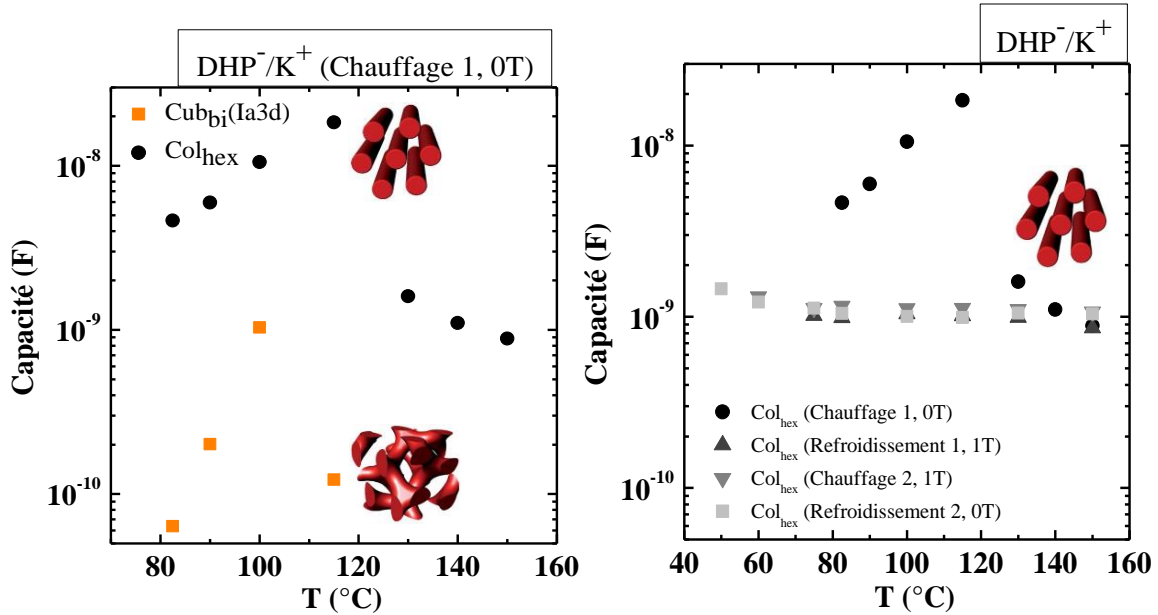 DHP⁻/K⁺ (Chauffage 1, 0T)
Cub_bi(Ia3d)
Col_hex
10⁻⁸
10⁻⁹
10⁻¹⁰
Capacité (F)
80 100 120 140 160
T (°C)
DHP⁻/K⁺
10⁻⁸
10⁻⁹
10⁻¹⁰
Capacité (F)
Col_hex (Chauffage 1, 0T)
Col_hex (Refroidissement 1, 1T)
Col_hex (Chauffage 2, 1T)
Col_hex (Refroidissement 2, 0T)
40 60 80 100 120 140 160
T (°C)